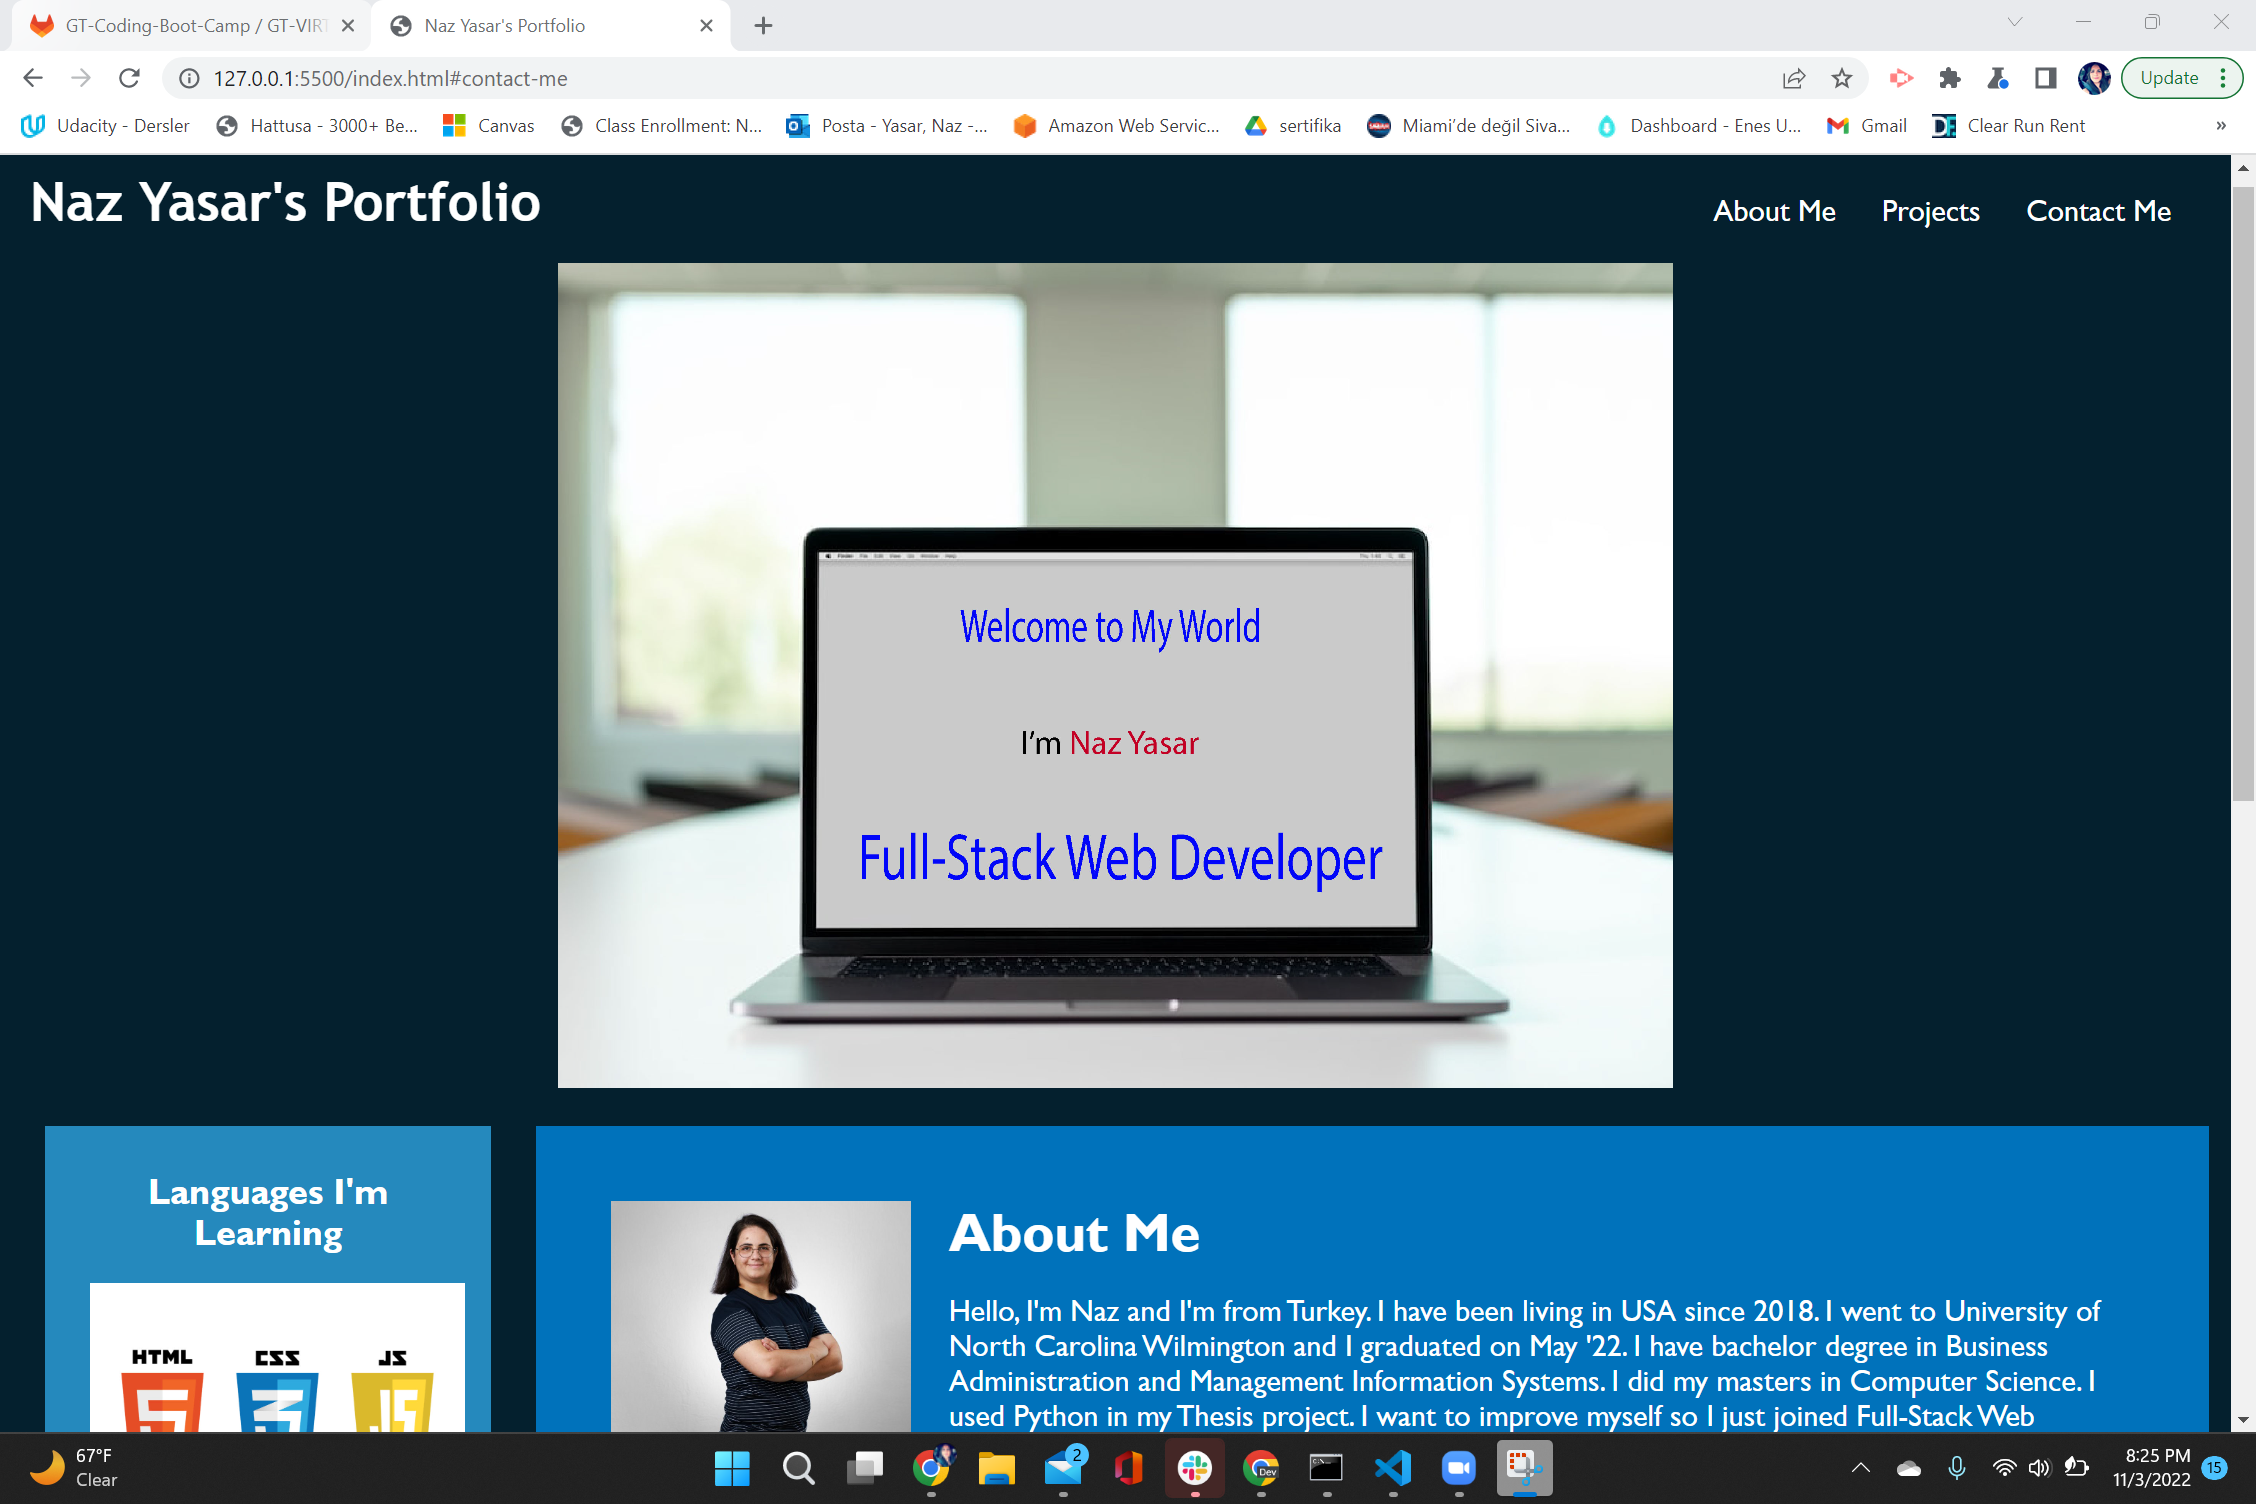 GT-Coding-Boot-Camp / GT-VIRT
Naz Yasar's Portfolio
127.0.0.1:5500/index.html#contact-me
Update
Udacity - Dersler
Hattusa - 3000+ Be...
Canvas
Class Enrollment: N...
Posta - Yasar, Naz -...
Amazon Web Servic...
sertifika
Miami'de değil Siva...
Dashboard - Enes U...
Gmail
Clear Run Rent
»
Naz Yasar's Portfolio
About Me
Projects
Contact Me
Welcome to My World
I'm Naz Yasar
Full-Stack Web Developer
Languages I'm
Learning
HTML
CSS
JS
About Me
Hello, I'm Naz and I'm from Turkey. I have been living in USA since 2018. I went to University of
North Carolina Wilmington and I graduated on May '22. I have bachelor degree in Business
Administration and Management Information Systems. I did my masters in Computer Science. I
used Python in my Thesis project. I want to improve myself so I just joined Full-Stack Web
67°F
Clear
2
Dev
8:25 PM
11/3/2022
15